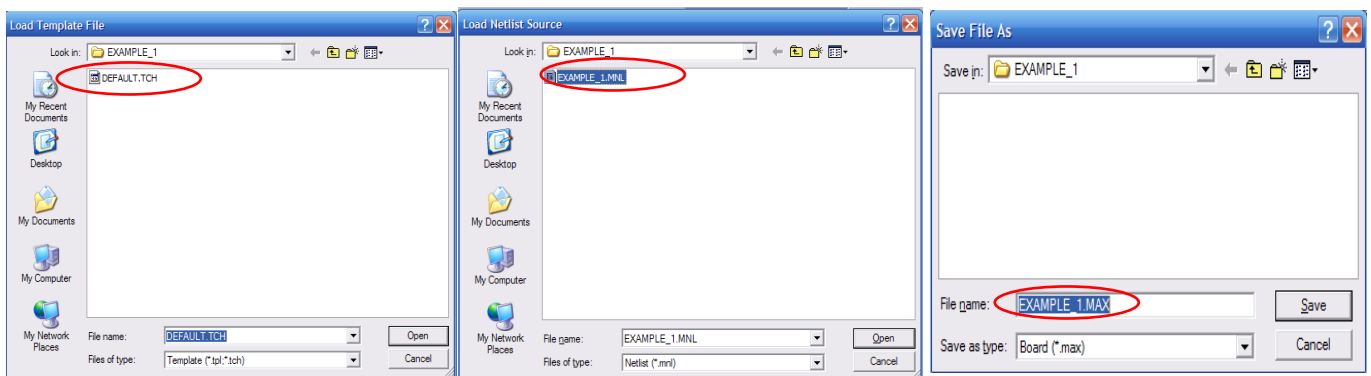 Load Template File
Look in: EXAMPLE_1
DEFAULT.TCH
My Recent
Documents
Desktop
My Documents
My Computer
My Network
Places
File name: DEFAULT.TCH Open
Files of type: Template (*.tpl;*.tch) Cancel
Load Netlist Source
Look in: EXAMPLE_1
EXAMPLE_1.MNL
My Recent
Documents
Desktop
My Documents
My Computer
My Network
Places
File name: EXAMPLE_1.MNL Open
Files of type: Netlist (*.mnl) Cancel
Save File As
Save in: EXAMPLE_1
File name: EXAMPLE_1.MAX Save
Save as type: Board (*.max) Cancel